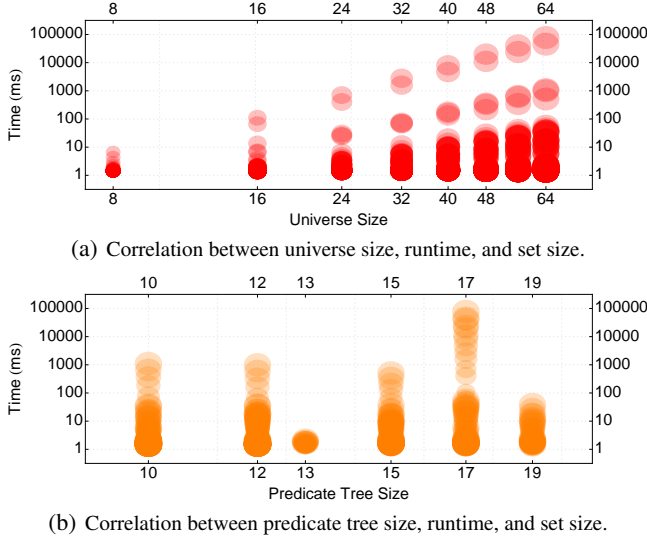 8 16 24 32 40 48 64
100000 100000
10000 10000
1000 1000
100 100
10 10
1 1
Time (ms)
8 16 24 32 40 48 64
Universe Size
(a) Correlation between universe size, runtime, and set size.
10 12 13 15 17 19
100000 100000
10000 10000
1000 1000
100 100
10 10
1 1
Time (ms)
10 12 13 15 17 19
Predicate Tree Size
(b) Correlation between predicate tree size, runtime, and set size.